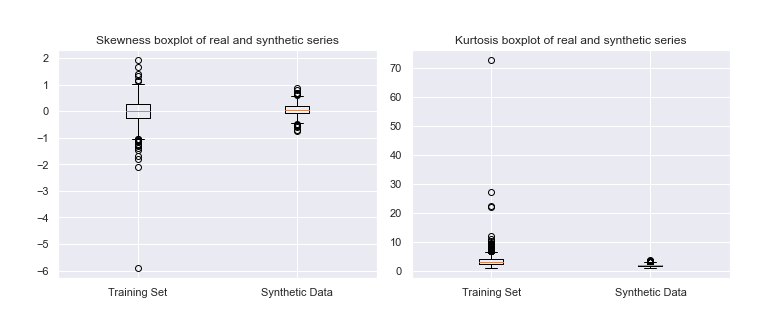 Skewness boxplot of real and synthetic series
2
1
0
−1
−2
−3
−4
−5
−6
Training Set
Synthetic Data
Kurtosis boxplot of real and synthetic series
70
60
50
40
30
20
10
0
Training Set
Synthetic Data